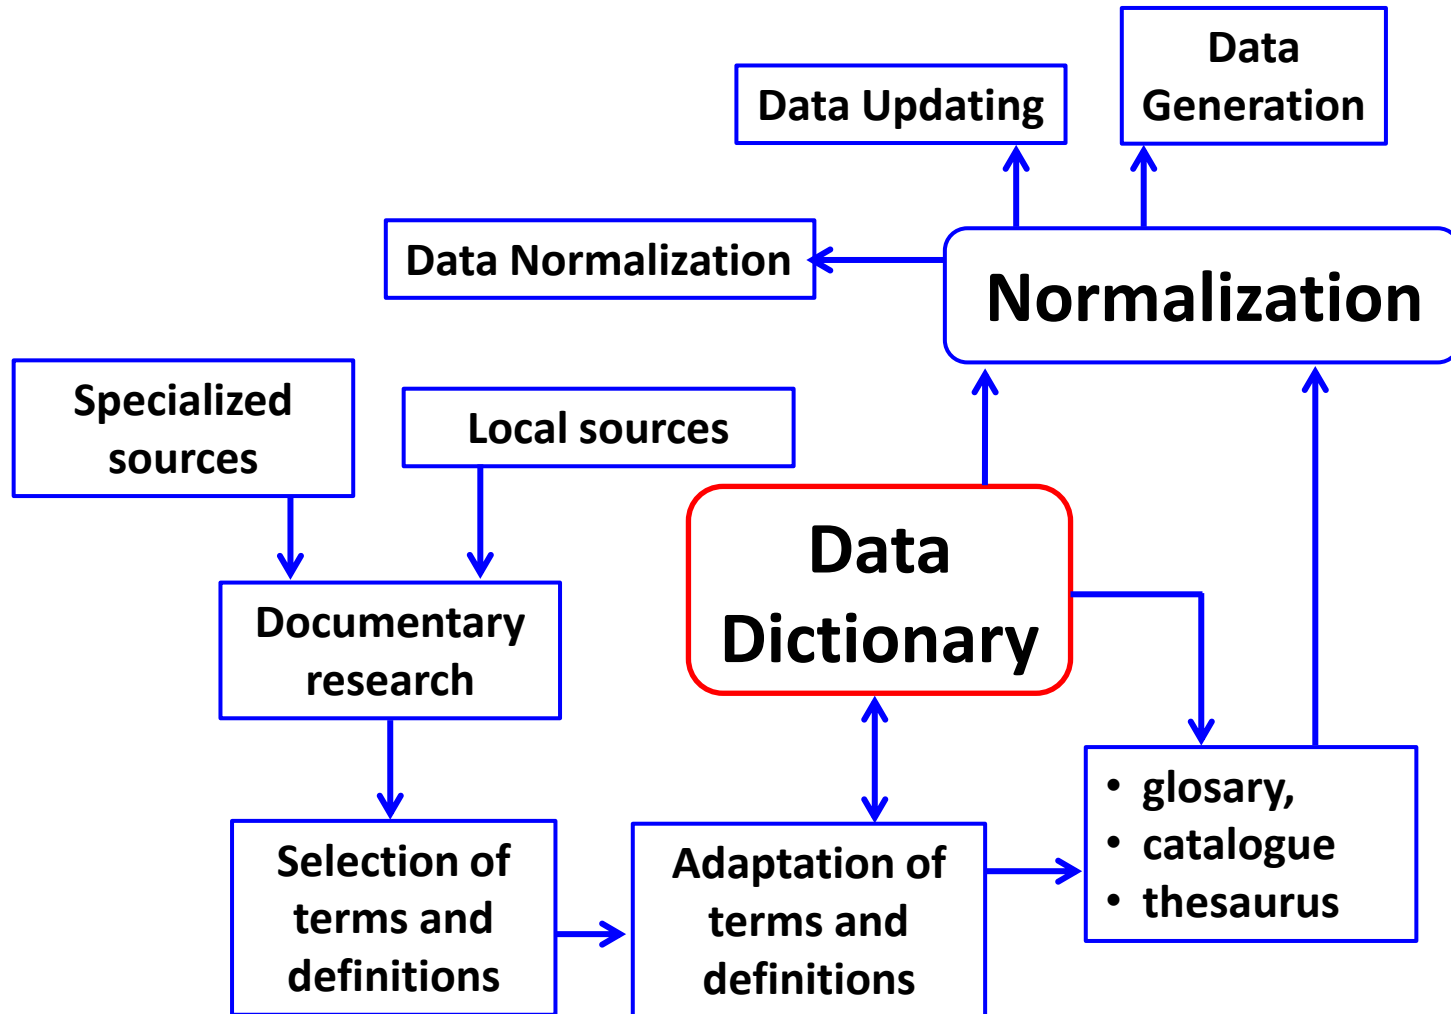 Data
Generation
Data Updating
Data Normalization
Normalization
Specialized
sources
Local sources
Data
Dictionary
Documentary
research
• glosary,
• catalogue
• thesaurus
Selection of
terms and
definitions
Adaptation of
terms and
definitions